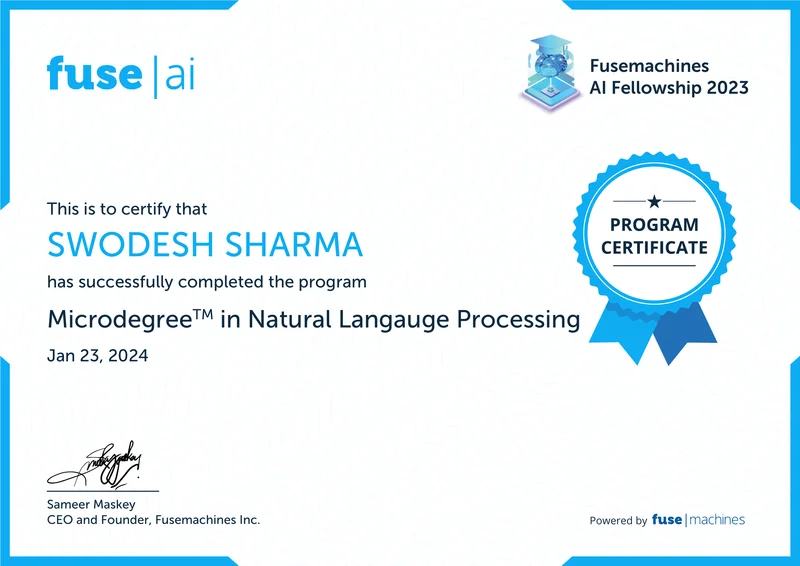 fuse|ai
Fusemachines
AI Fellowship 2023
This is to certify that
SWODESH SHARMA
has successfully completed the program
Microdegree™ in Natural Langauge Processing
Jan 23, 2024
PROGRAM
CERTIFICATE
Sameer Maskey
CEO and Founder, Fusemachines Inc.
Powered by fuse|machines